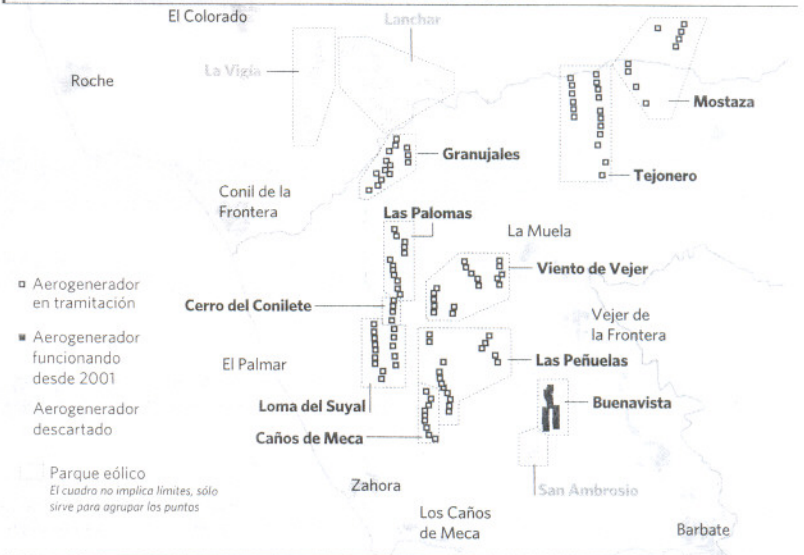 El Colorado
Lanchar
La Vigía
Roche
Mostaza
Granujales
Tejonero
Conil de la
Frontera
Las Palomas
La Muela
Viento de Vejer
Aerogenerador
en tramitación
Cerro del Conilete
Vejer de
la Frontera
Aerogenerador
funcionando
desde 2001
El Palmar
Las Peñuelas
Aerogenerador
descartado
Loma del Suyal
Buenavista
Caños de Meca
Parque eólico
El cuadro no implica límites, sólo
sirve para agrupar los puntos
Zahora
San Ambrosio
Los Caños
de Meca
Barbate